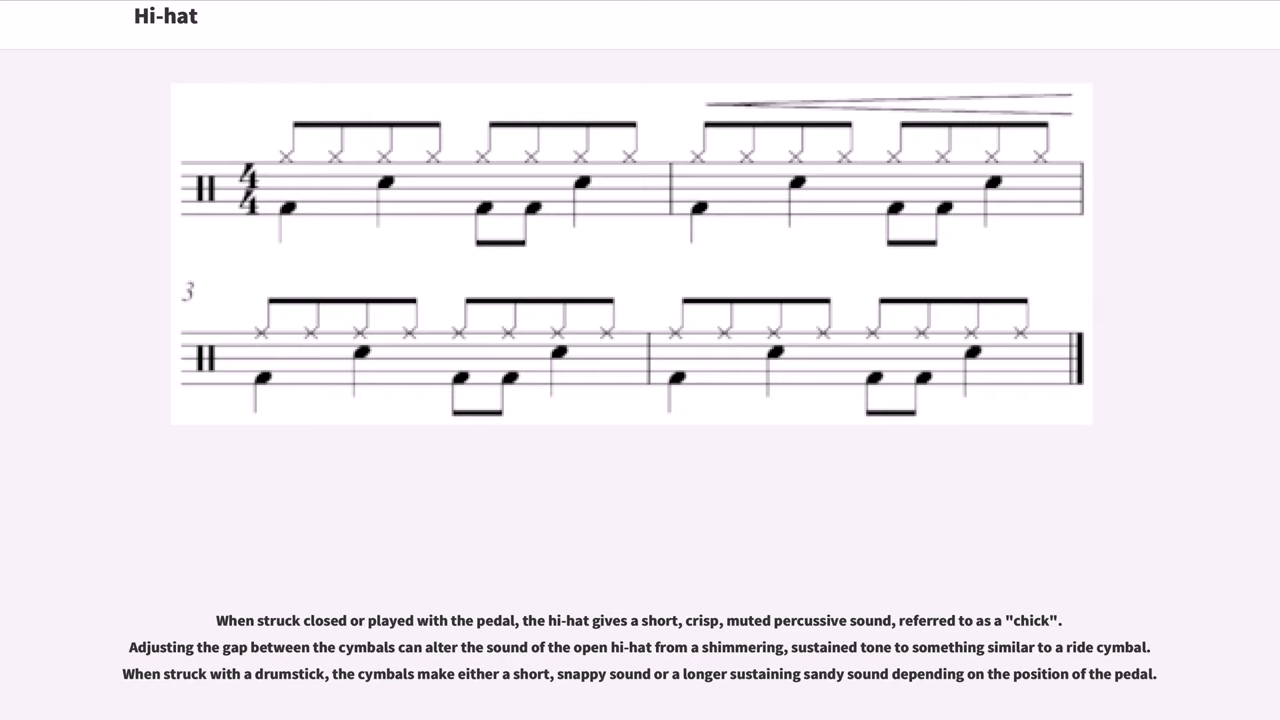 Hi-hat
4
4
3
When struck closed or played with the pedal, the hi-hat gives a short, crisp, muted percussive sound, referred to as a "chick".
Adjusting the gap between the cymbals can alter the sound of the open hi-hat from a shimmering, sustained tone to something similar to a ride cymbal.
When struck with a drumstick, the cymbals make either a short, snappy sound or a longer sustaining sandy sound depending on the position of the pedal.